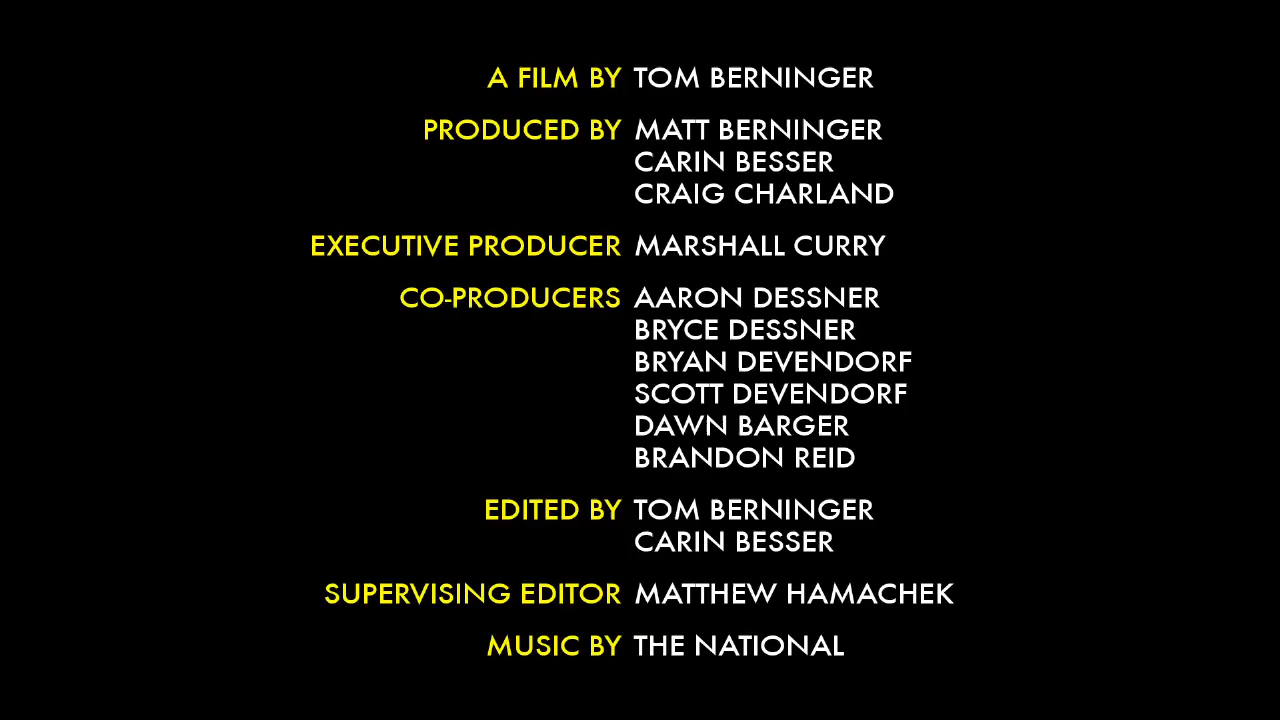 A FILM BY TOM BERNINGER
PRODUCED BY MATT BERNINGER
CARIN BESSER
CRAIG CHARLAND
EXECUTIVE PRODUCER MARSHALL CURRY
CO-PRODUCERS AARON DESSNER
BRYCE DESSNER
BRYAN DEVENDORF
SCOTT DEVENDORF
DAWN BARGER
BRANDON REID
EDITED BY TOM BERNINGER
CARIN BESSER
SUPERVISING EDITOR MATTHEW HAMACHEK
MUSIC BY THE NATIONAL